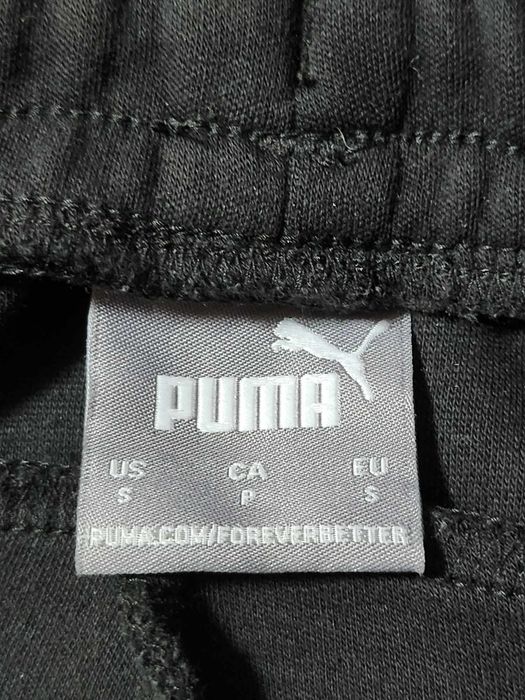 PUMA
US CA EU
S P S
PUMA.COM/FOREVERBETTER